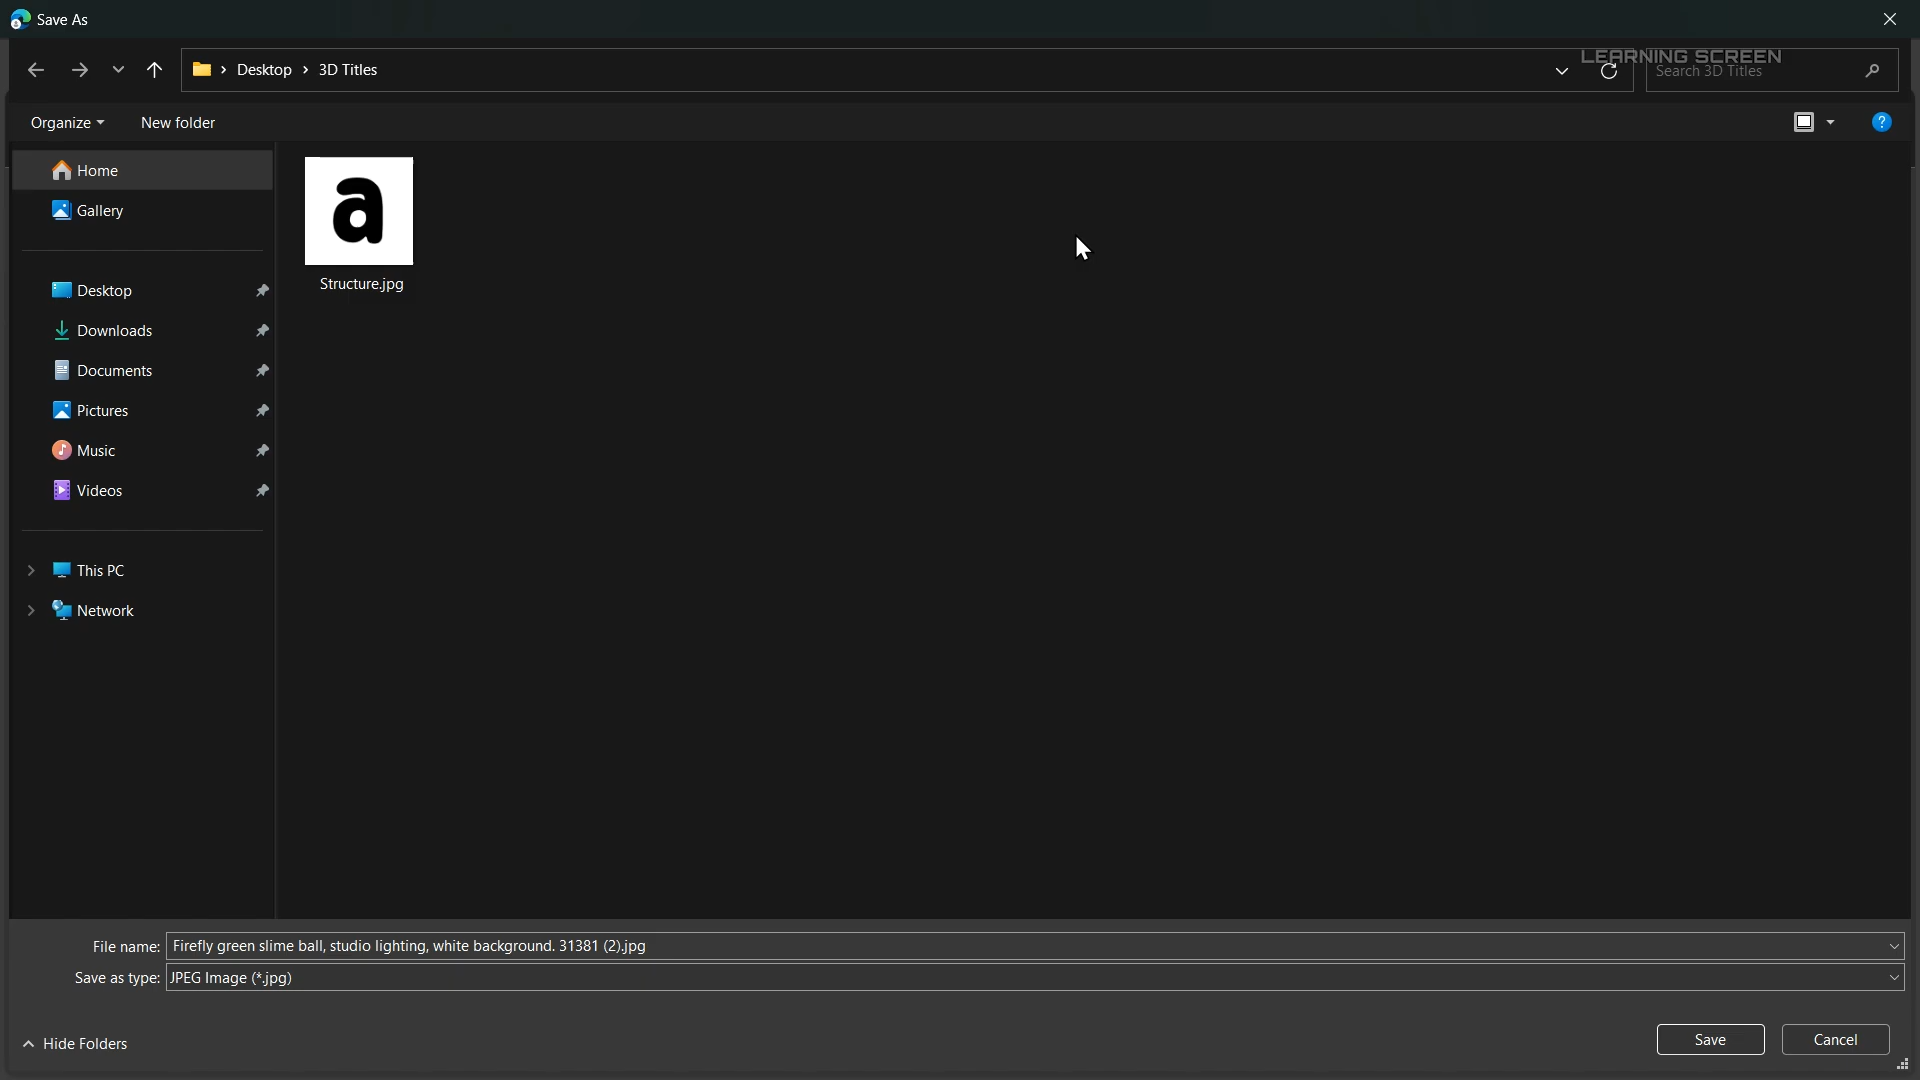 Save As
LEARNING SCREEN
Desktop
3D Titles
Search 3D Titles
Organize
New folder
?
Home
Gallery
a
Structure.jpg
Desktop
Downloads
Documents
Pictures
Music
Videos
This PC
Network
File name: Firefly green slime ball, studio lighting, white background. 31381 (2).jpg
Save as type: JPEG Image (*.jpg)
Hide Folders
Save
Cancel